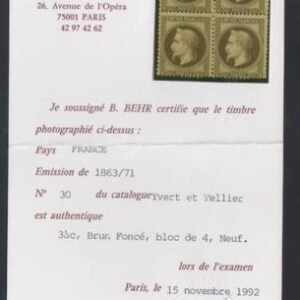 26, Avenue de l'Opéra
75001 PARIS
42 97 42 62
Je soussigné B. BEHR certifie que le timbre
photographié ci-dessus :
Pays FRANCE
Emission de 1863/71
N° 30 du catalogue Yvert et Tellier
est authentique
3àc, Brun Foncé, bloc de 4, Neuf.
lors de l'examen
Paris, le 15 novembre 1992